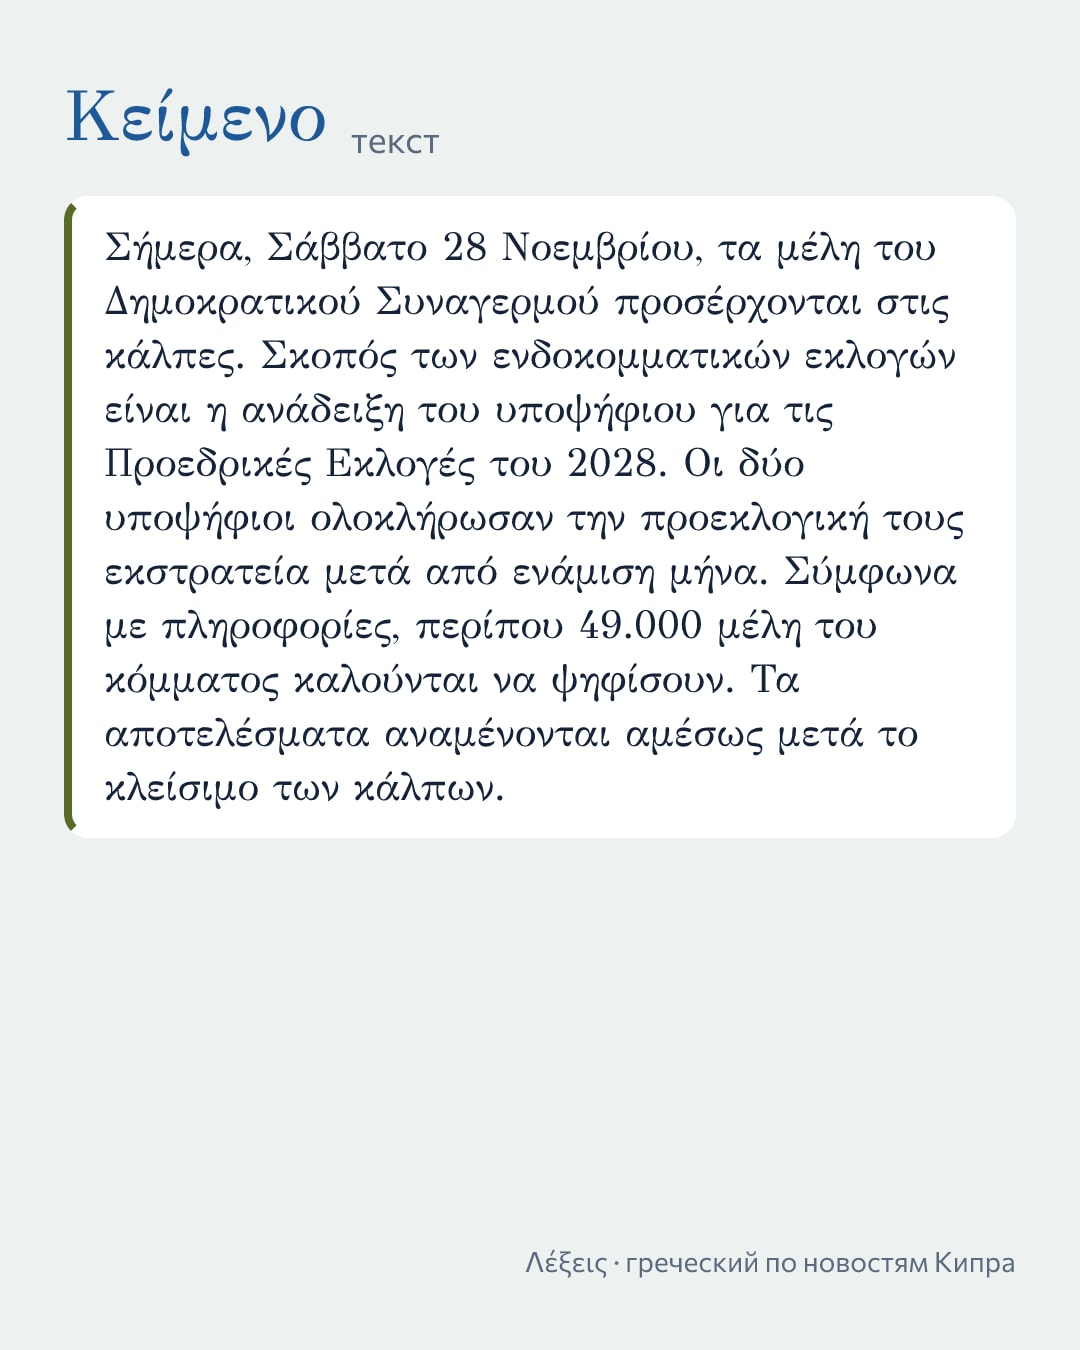 Κείμενο текст
Σήμερα, Σάββατο 28 Νοεμβρίου, τα μέλη του
Δημοκρατικού Συναγερμού προσέρχονται στις
κάλπες. Σκοπός των ενδοκομματικών εκλογών
είναι η ανάδειξη του υποψήφιου για τις
Προεδρικές Εκλογές του 2028. Οι δύο
υποψήφιοι ολοκλήρωσαν την προεκλογική τους
εκστρατεία μετά από ενάμιση μήνα. Σύμφωνα
με πληροφορίες, περίπου 49.000 μέλη του
κόμματος καλούνται να ψηφίσουν. Τα
αποτελέσματα αναμένονται αμέσως μετά το
κλείσιμο των κάλπων.
Λέξεις · греческий по новостям Кипра